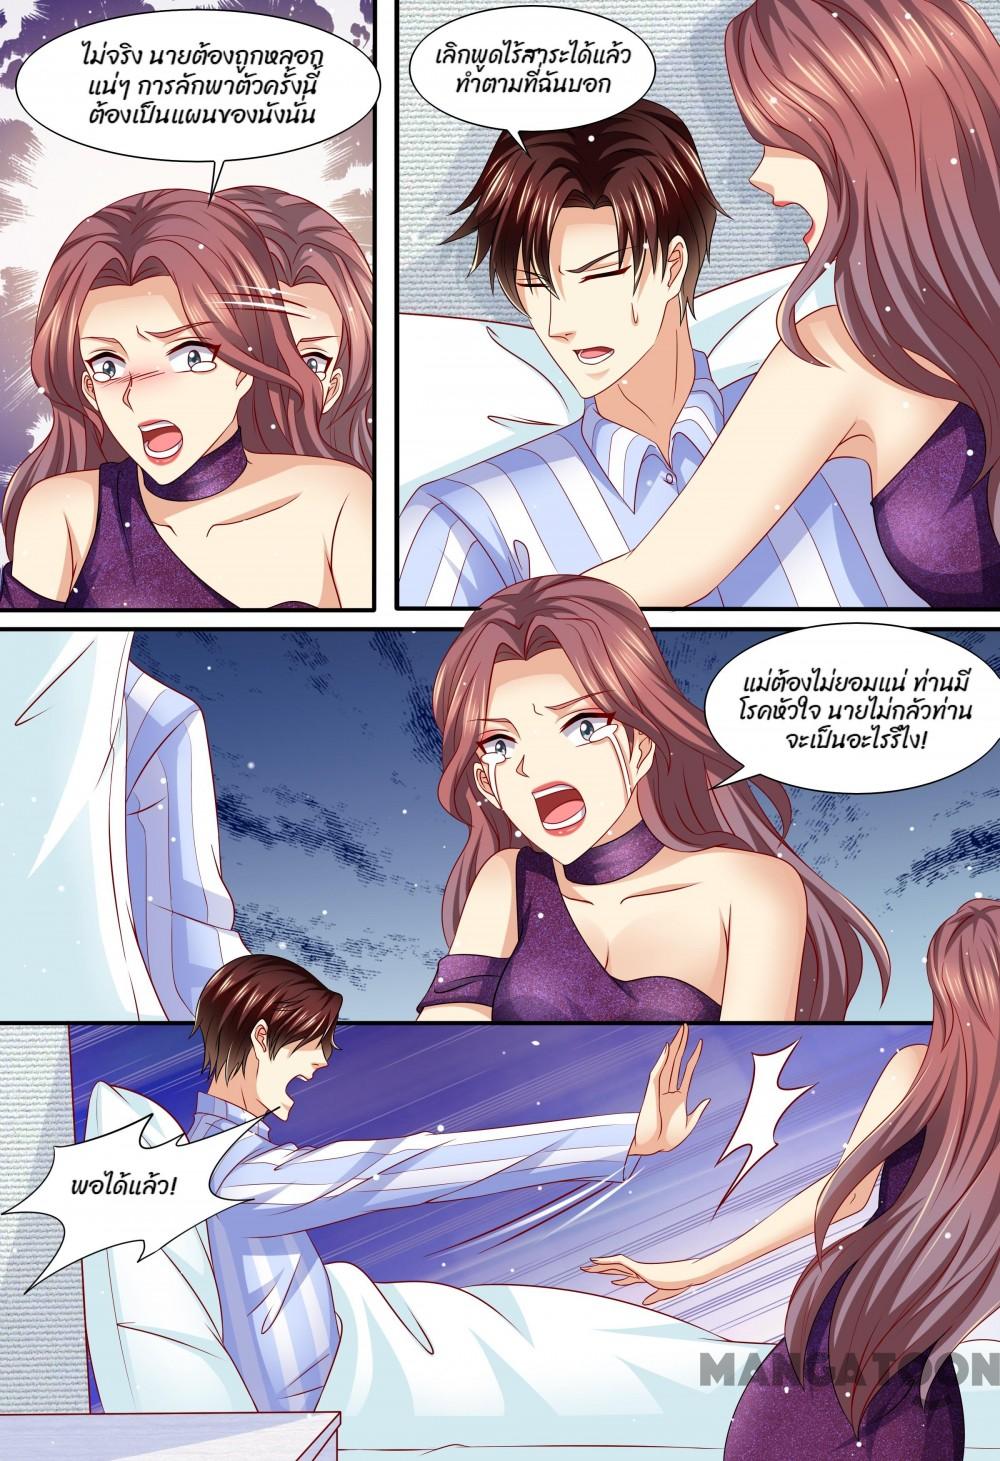 ไม่จริง นายต้องถูกหลอก
แน่ๆ การลักพาตัวครั้งนี้
ต้องเป็นแผนของนังนั่น
เลิกพูดไร้สาระได้แล้ว
ทำตามที่ฉันบอก
แม่ต้องไม่ยอมแน่ ท่านมี
โรคหัวใจ นายไม่กลัวท่าน
จะเป็นอะไรรึไง!
พอได้แล้ว!
MANGATOON